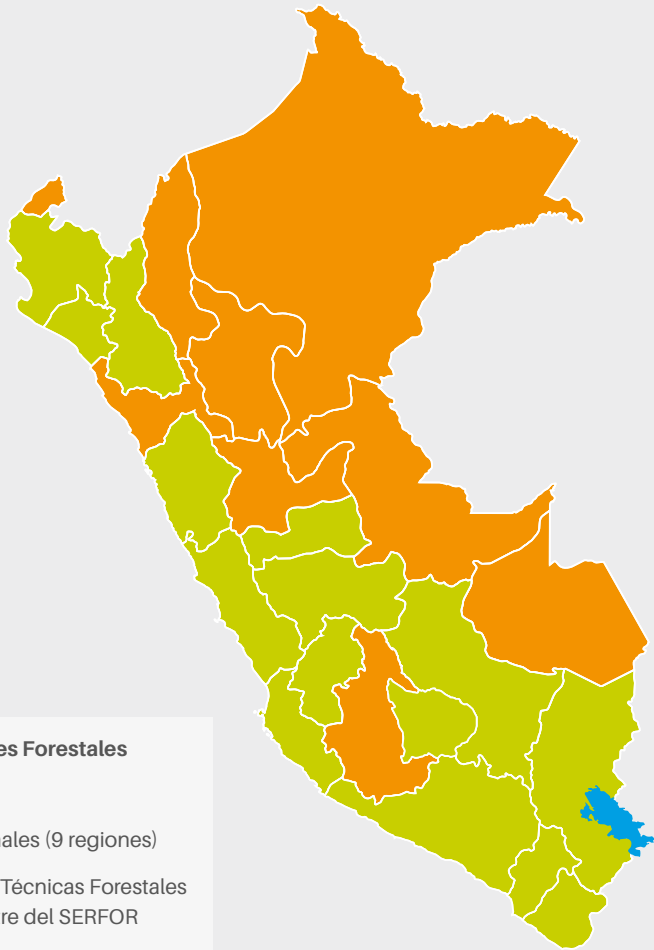 es Forestales
ales (9 regiones)
Técnicas Forestales
re del SERFOR